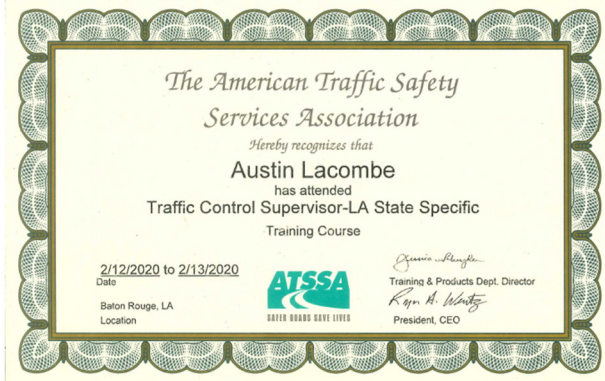 The American Traffic Safety
Services Association
Hereby recognizes that
Austin Lacombe
has attended
Traffic Control Supervisor-LA State Specific
Training Course
2/12/2020 to 2/13/2020
Date
Baton Rouge, LA
Location
ATSSA
SAFER ROADS SAVE LIVES
Training & Products Dept. Director
Roger A. Wentz
President, CEO